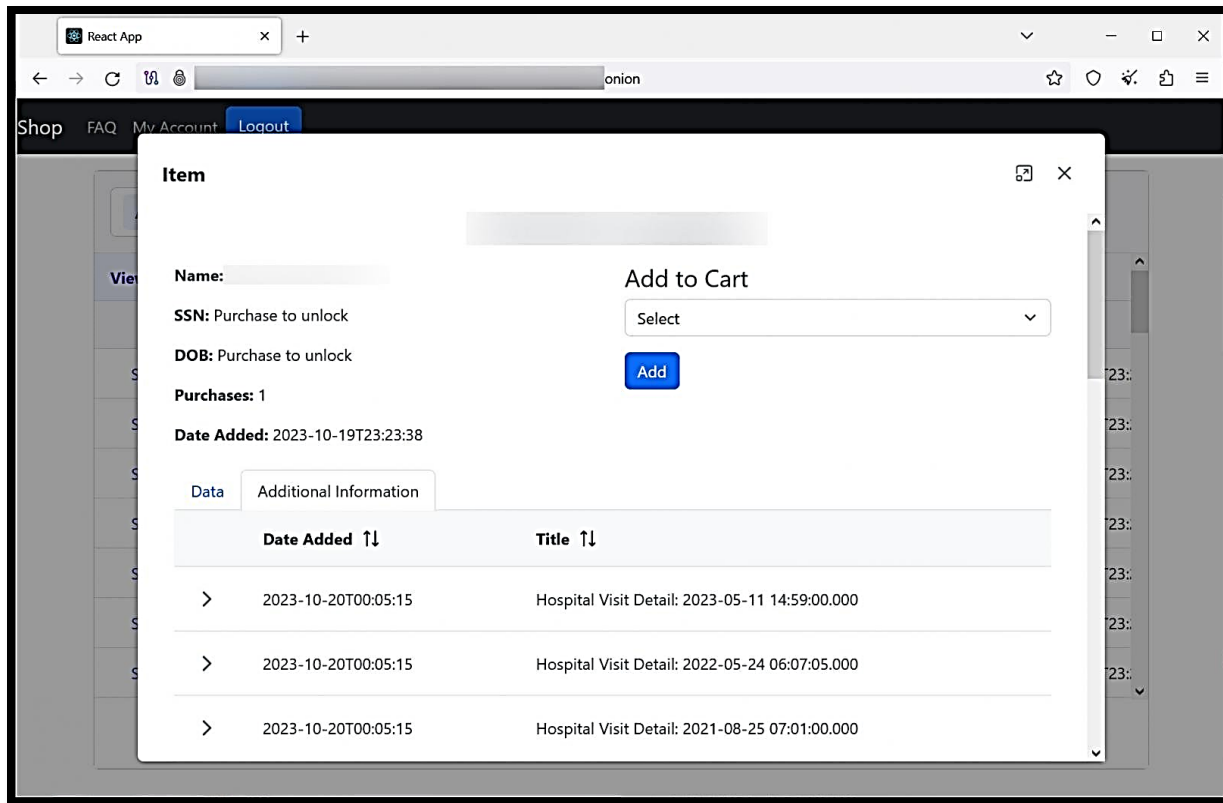 React App
onion
Shop FAQ My Account Logout
Item
Name:
Add to Cart
SSN: Purchase to unlock
Select
DOB: Purchase to unlock
Add
Purchases: 1
Date Added: 2023-10-19T23:23:38
Data Additional Information
Date Added Title
2023-10-20T00:05:15 Hospital Visit Detail: 2023-05-11 14:59:00.000
2023-10-20T00:05:15 Hospital Visit Detail: 2022-05-24 06:07:05.000
2023-10-20T00:05:15 Hospital Visit Detail: 2021-08-25 07:01:00.000